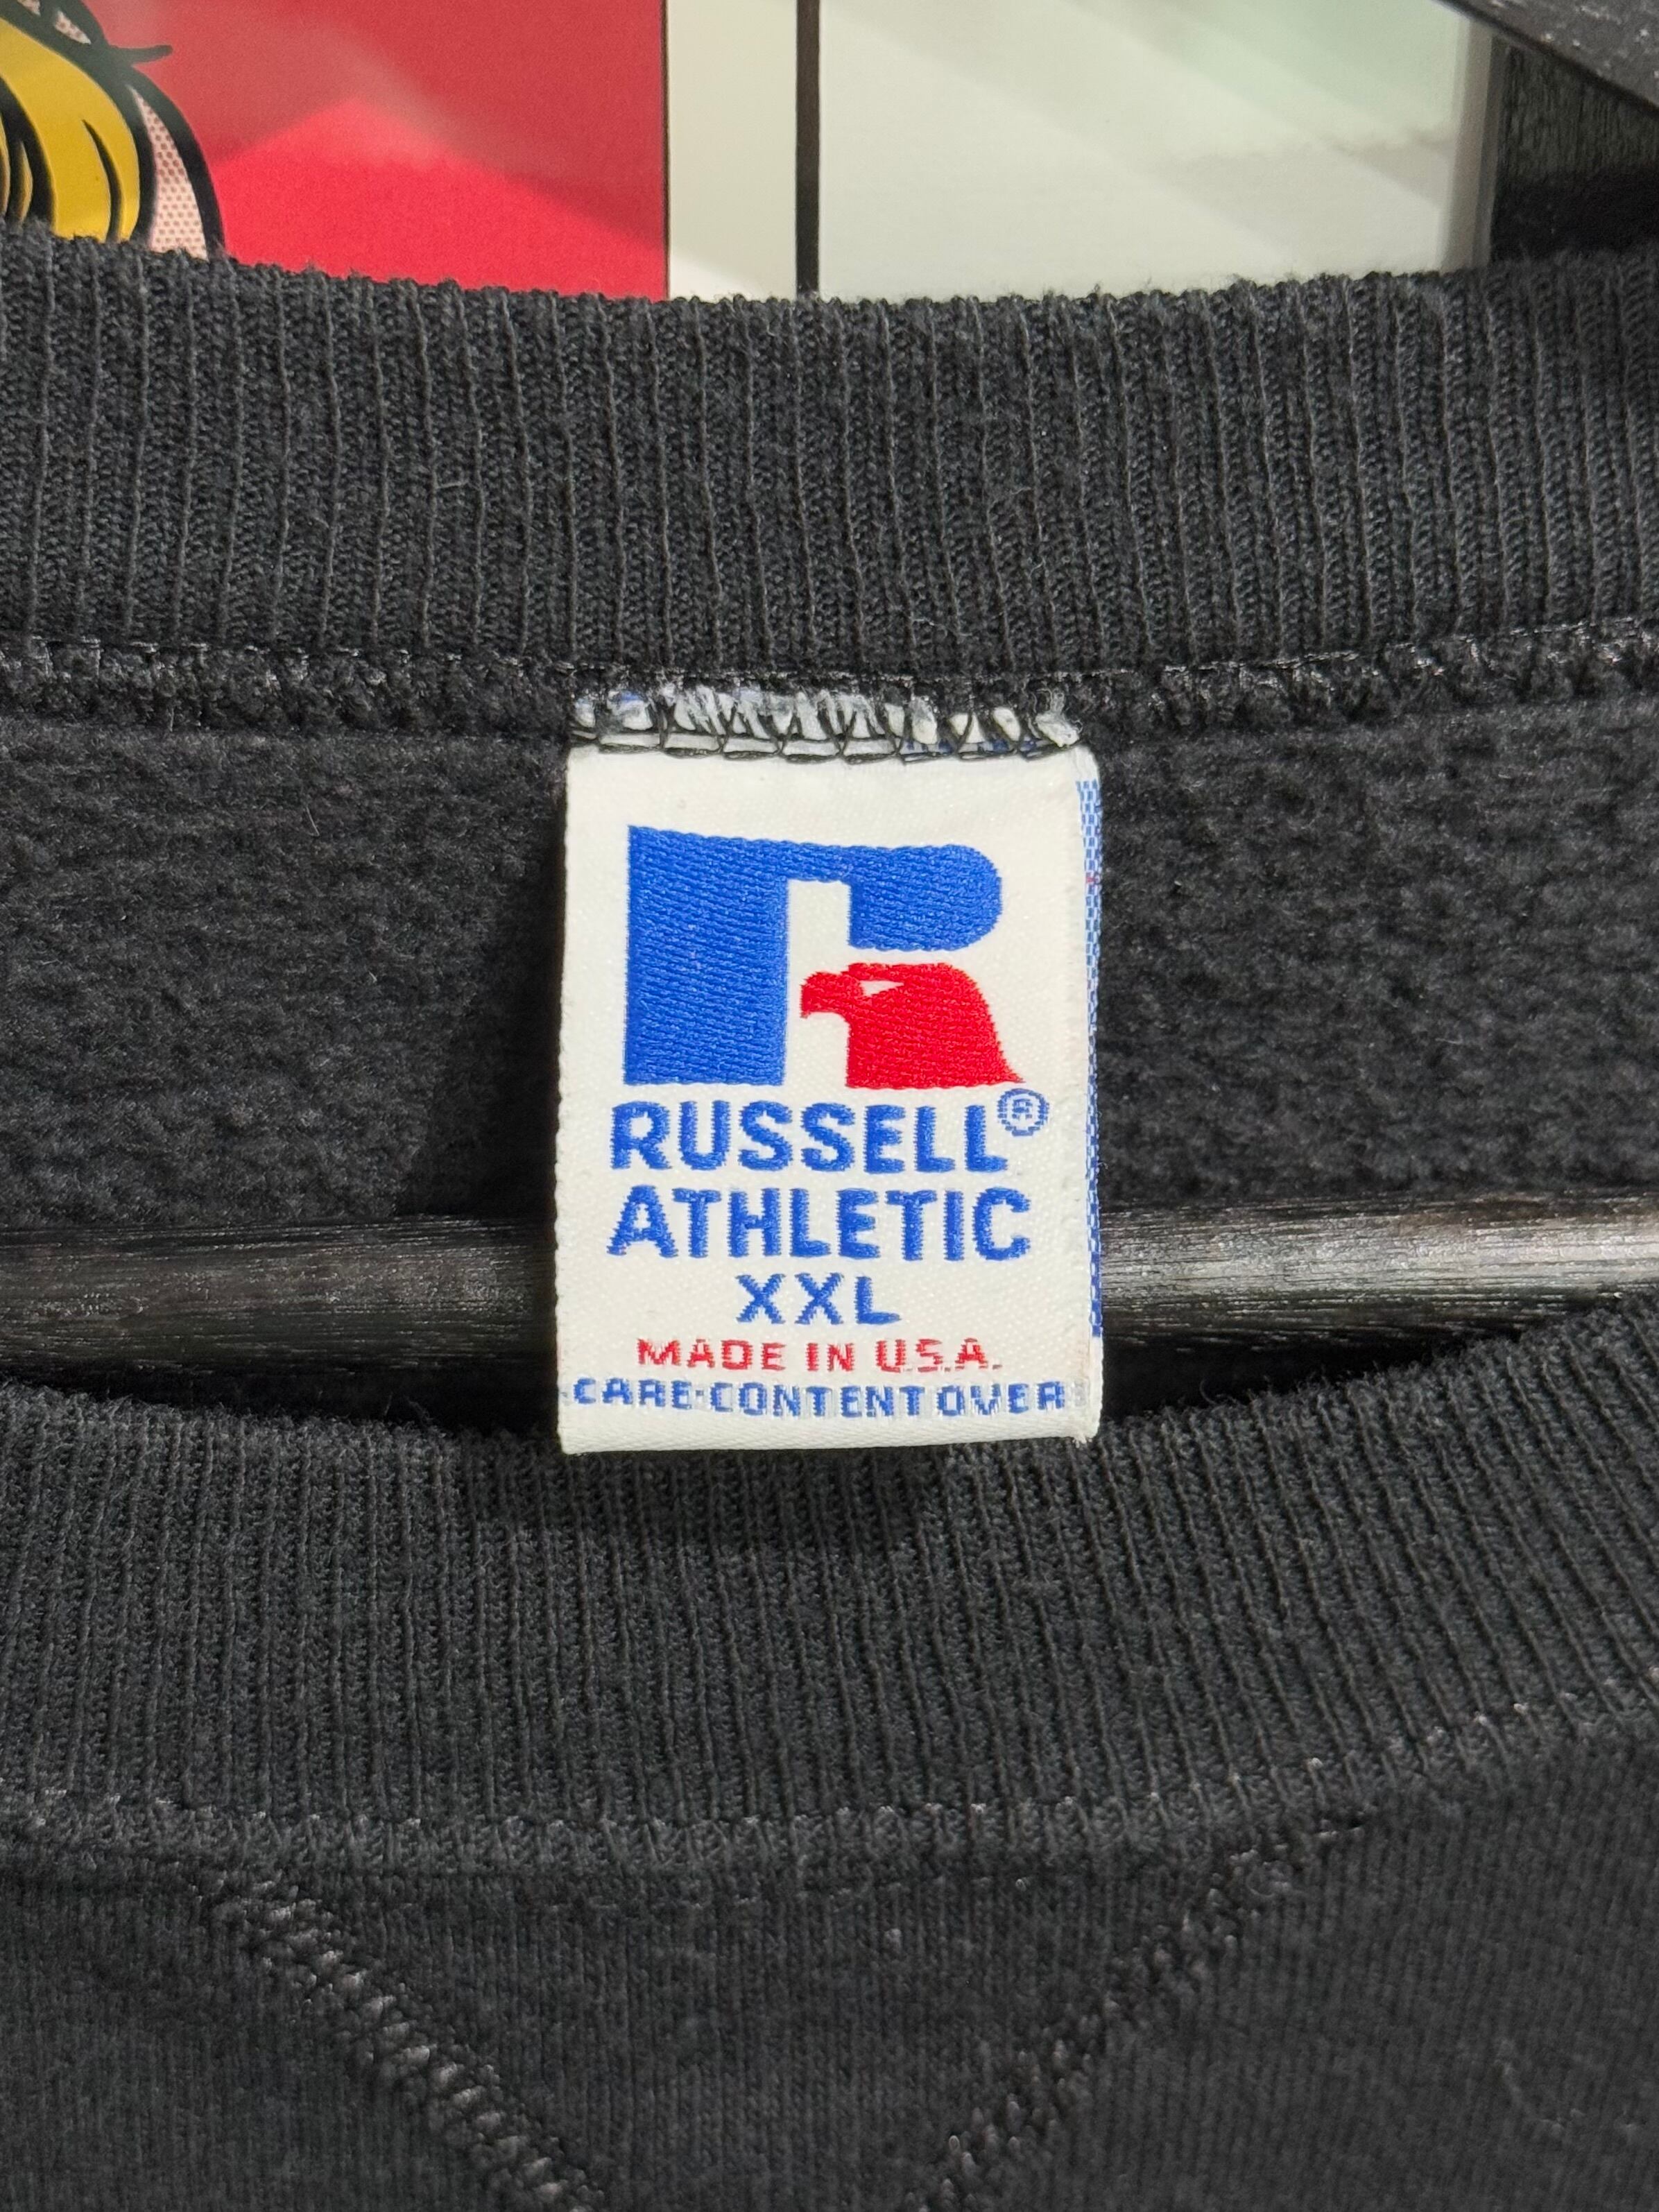 RUSSELL®
ATHLETIC
XXL
MADE IN U.S.A.
CARE·CONTENT OVER